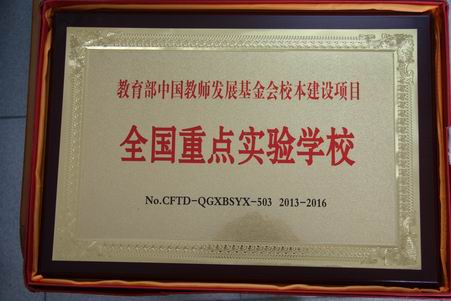 教育部中国教师发展基金会校本建设项目
全国重点实验学校
No.CFTD-QGXBSYX-503 2013-2016